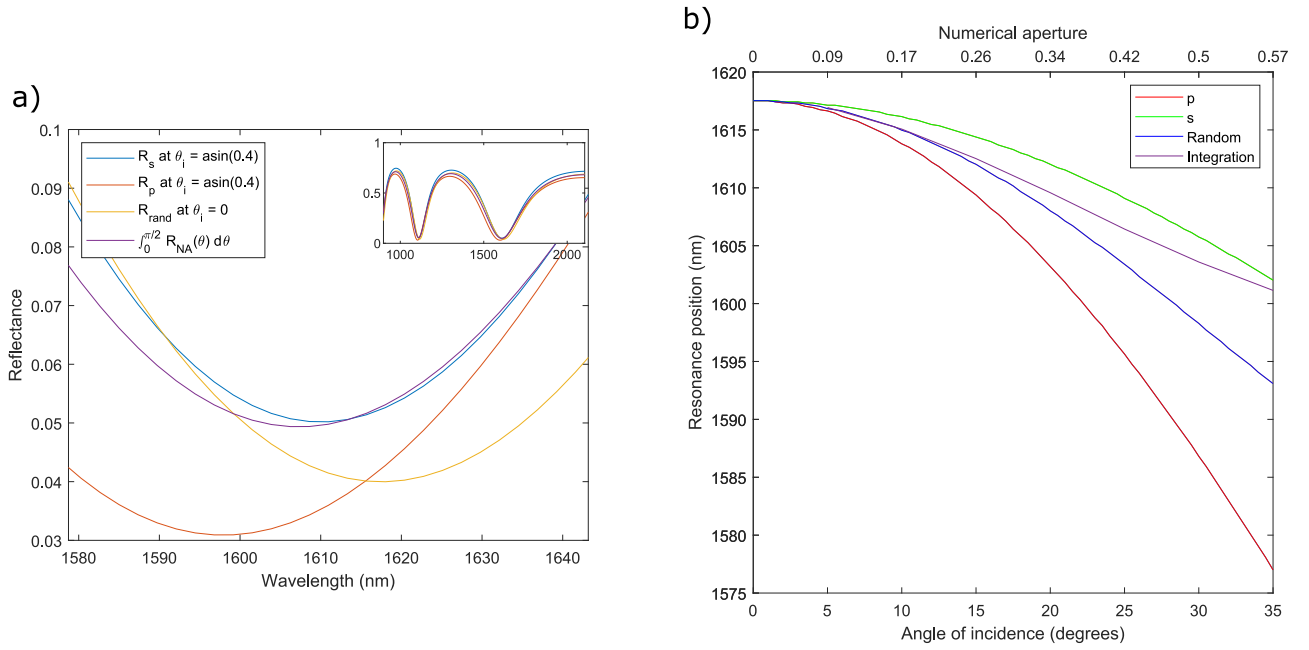 a)
0.1
0.09
0.08
0.07
0.06
0.05
0.04
0.03
Reflectance
R_s at θ_i = asin(0.4)
R_p at θ_i = asin(0.4)
R_rand at θ_i = 0
∫_0^π/2 R_NA(θ) dθ
1
0.5
0
1000 1500 2000
1580 1590 1600 1610 1620 1630 1640
Wavelength (nm)
b)
Numerical aperture
0 0.09 0.17 0.26 0.34 0.42 0.5 0.57
1620
1615
1610
1605
1600
1595
1590
1585
1580
1575
Resonance position (nm)
p
s
Random
Integration
0 5 10 15 20 25 30 35
Angle of incidence (degrees)